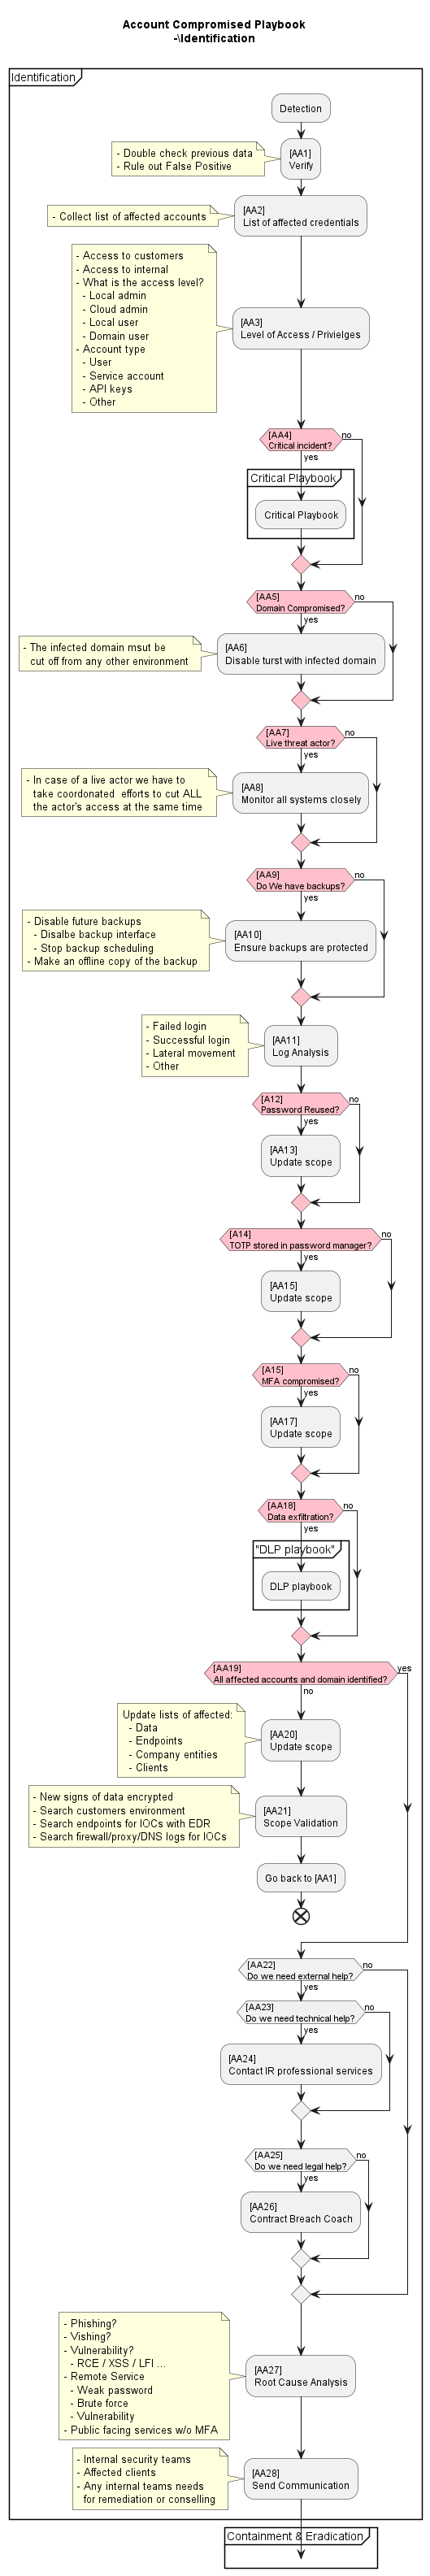 Account Compromised Playbook
-\Identification
Identification
Detection
- Double check previous data
- Rule out False Positive
[AA1]
Verify
- Collect list of affected accounts
[AA2]
List of affected credentials
- Access to customers
- Access to internal
- What is the access level?
- Local admin
- Cloud admin
- Local user
- Domain user
- Account type
- User
- Service account
- API keys
- Other
[AA3]
Level of Access / Privielges
[AA4]
Critical incident?
no
yes
Critical Playbook
Critical Playbook
[AA5]
Domain Compromised?
no
yes
- The infected domain msut be
cut off from any other environment
[AA6]
Disable turst with infected domain
[AA7]
Live threat actor?
no
yes
- In case of a live actor we have to
take coordonated  efforts to cut ALL
the actor's access at the same time
[AA8]
Monitor all systems closely
[AA9]
Do We have backups?
no
yes
- Disable future backups
- Disalbe backup interface
- Stop backup scheduling
- Make an offline copy of the backup
[AA10]
Ensure backups are protected
- Failed login
- Successful login
- Lateral movement
- Other
[AA11]
Log Analysis
[A12]
Password Reused?
no
yes
[AA13]
Update scope
[A14]
TOTP stored in password manager?
no
yes
[AA15]
Update scope
[A15]
MFA compromised?
no
yes
[AA17]
Update scope
[AA18]
Data exfiltration?
no
yes
"DLP playbook"
DLP playbook
[AA19]
All affected accounts and domain identified?
yes
no
Update lists of affected:
- Data
- Endpoints
- Company entities
- Clients
[AA20]
Update scope
- New signs of data encrypted
- Search customers environment
- Search endpoints for IOCs with EDR
- Search firewall/proxy/DNS logs for IOCs
[AA21]
Scope Validation
Go back to [AA1]
[AA22]
Do we need external help?
no
yes
[AA23]
Do we need technical help?
no
yes
[AA24]
Contact IR professional services
[AA25]
Do we need legal help?
no
yes
[AA26]
Contract Breach Coach
- Phishing?
- Vishing?
- Vulnerability?
- RCE / XSS / LFI ...
- Remote Service
- Weak password
- Brute force
- Vulnerability
- Public facing services w/o MFA
[AA27]
Root Cause Analysis
- Internal security teams
- Affected clients
- Any internal teams needs
for remediation or conselling
[AA28]
Send Communication
Containment & Eradication